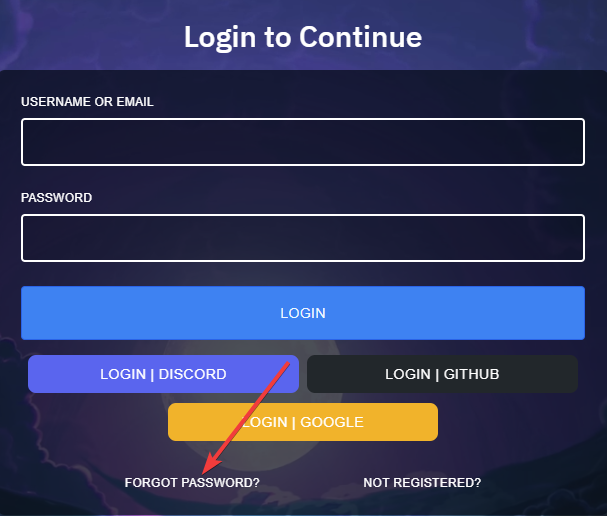 Login to Continue
USERNAME OR EMAIL
PASSWORD
LOGIN
LOGIN | DISCORD LOGIN | GITHUB
LOGIN | GOOGLE
FORGOT PASSWORD? NOT REGISTERED?